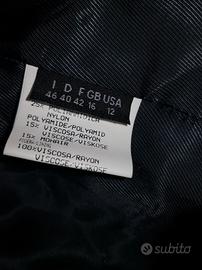 I D F GB USA
46 40 42 16 12
NYLON
POLYAMIDE/POLYAMID
15% VISCOSA/RAYON
VISCOSE/VISKOSE
15% MOHAIR
100%VISCOSA/RAYON
VISCOSE-VISKOSE
subito